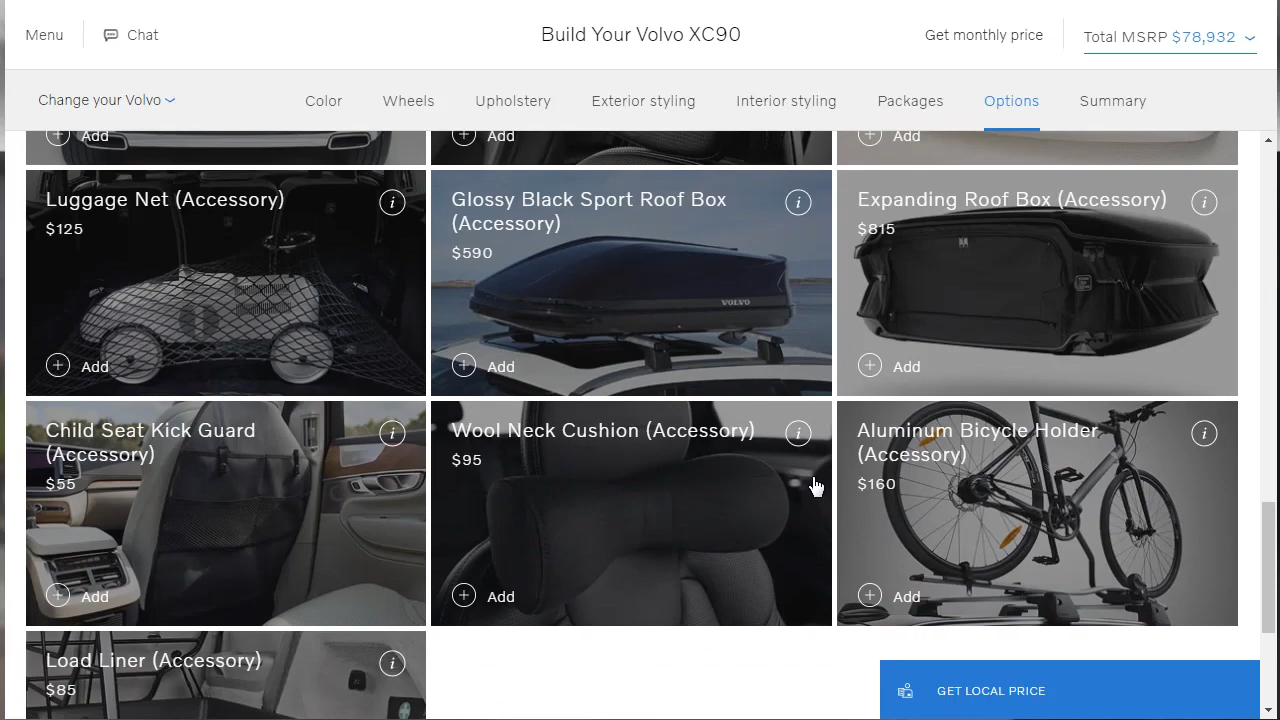 Menu
Chat
Build Your Volvo XC90
Get monthly price
Total MSRP $78,932
Change your Volvo
Color
Wheels
Upholstery
Exterior styling
Interior styling
Packages
Options
Summary
Add
Add
Add
Luggage Net (Accessory)
$125
Add
Glossy Black Sport Roof Box
(Accessory)
$590
VOLVO
Add
Expanding Roof Box (Accessory)
$815
Add
Child Seat Kick Guard
(Accessory)
$55
Add
Wool Neck Cushion (Accessory)
$95
Add
Aluminum Bicycle Holder
(Accessory)
$160
Add
Load Liner (Accessory)
$85
GET LOCAL PRICE